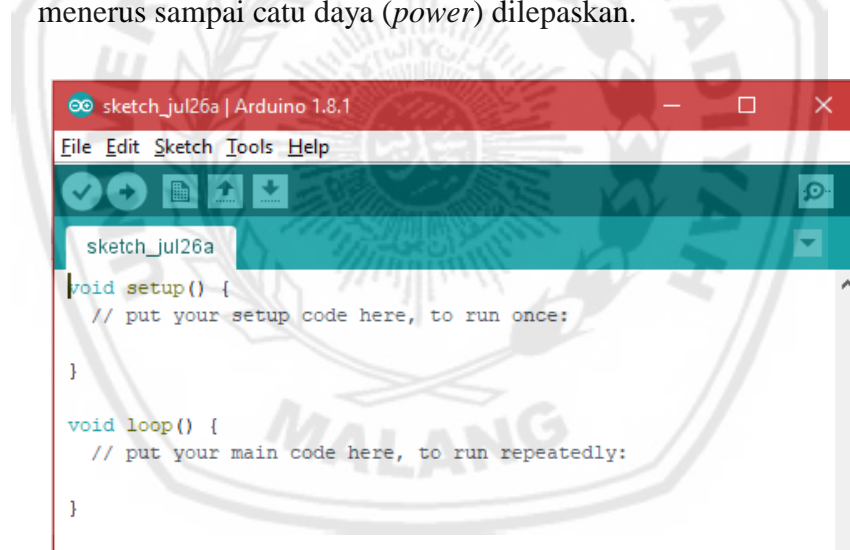 menerus sampai catu daya (power) dilepaskan.
sketch_jul26a | Arduino 1.8.1
File Edit Sketch Tools Help
sketch_jul26a
void setup() {
// put your setup code here, to run once:
}
void loop() {
// put your main code here, to run repeatedly:
}
MALANG